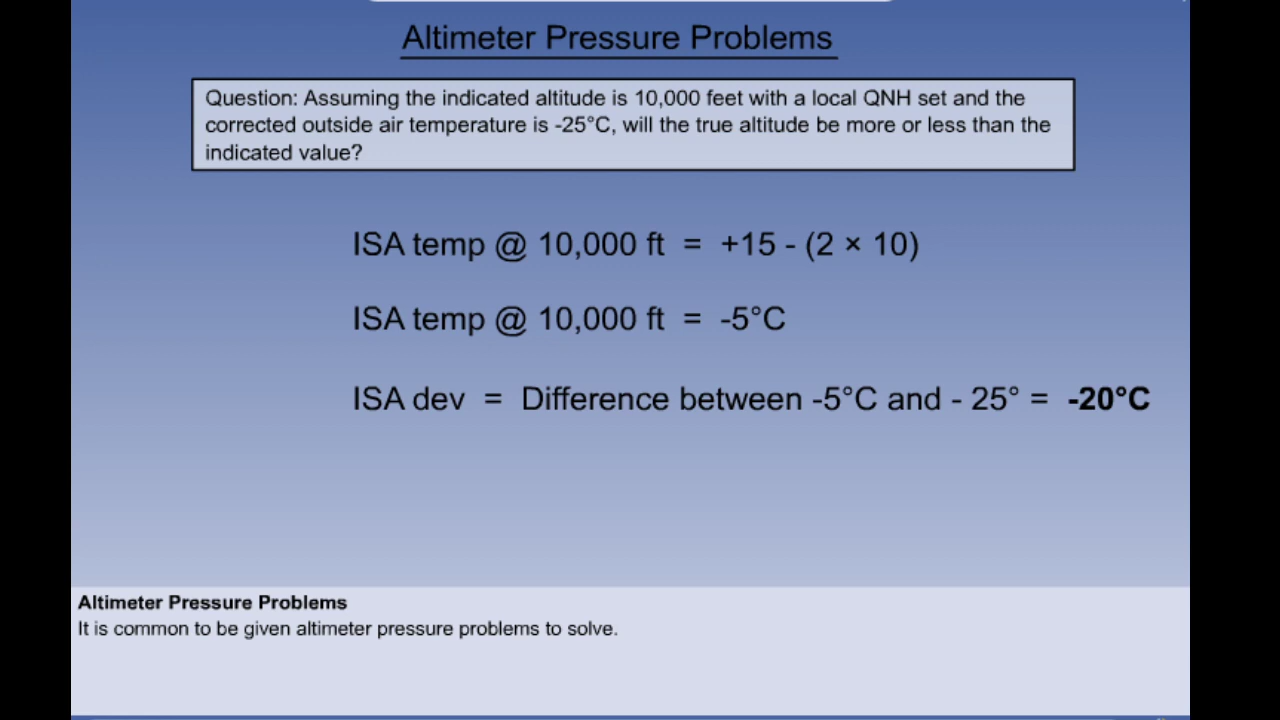 Altimeter Pressure Problems
Question: Assuming the indicated altitude is 10,000 feet with a local QNH set and the
corrected outside air temperature is -25°C, will the true altitude be more or less than the
indicated value?
ISA temp @ 10,000 ft = +15 - (2 × 10)
ISA temp @ 10,000 ft = -5°C
ISA dev = Difference between -5°C and - 25° = -20°C
Altimeter Pressure Problems
It is common to be given altimeter pressure problems to solve.